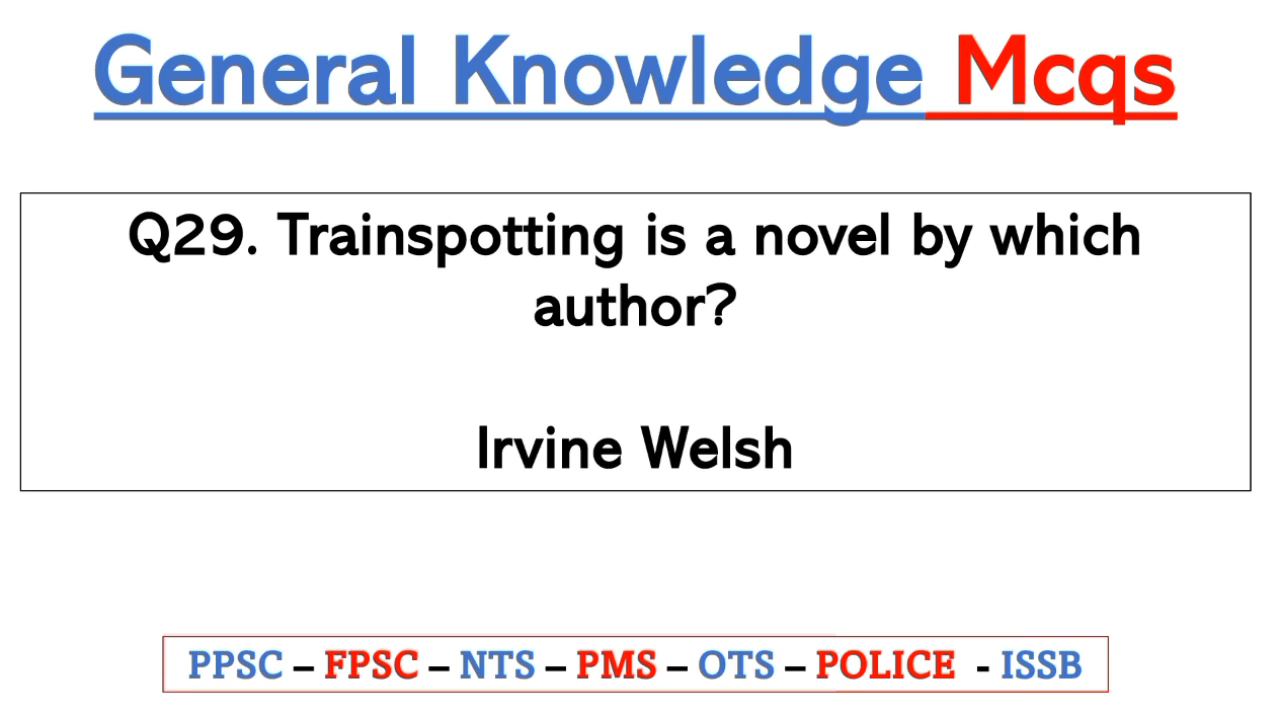 General Knowledge Mcqs
Q29. Trainspotting is a novel by which
author?
Irvine Welsh
PPSC – FPSC – NTS – PMS – OTS – POLICE - ISSB